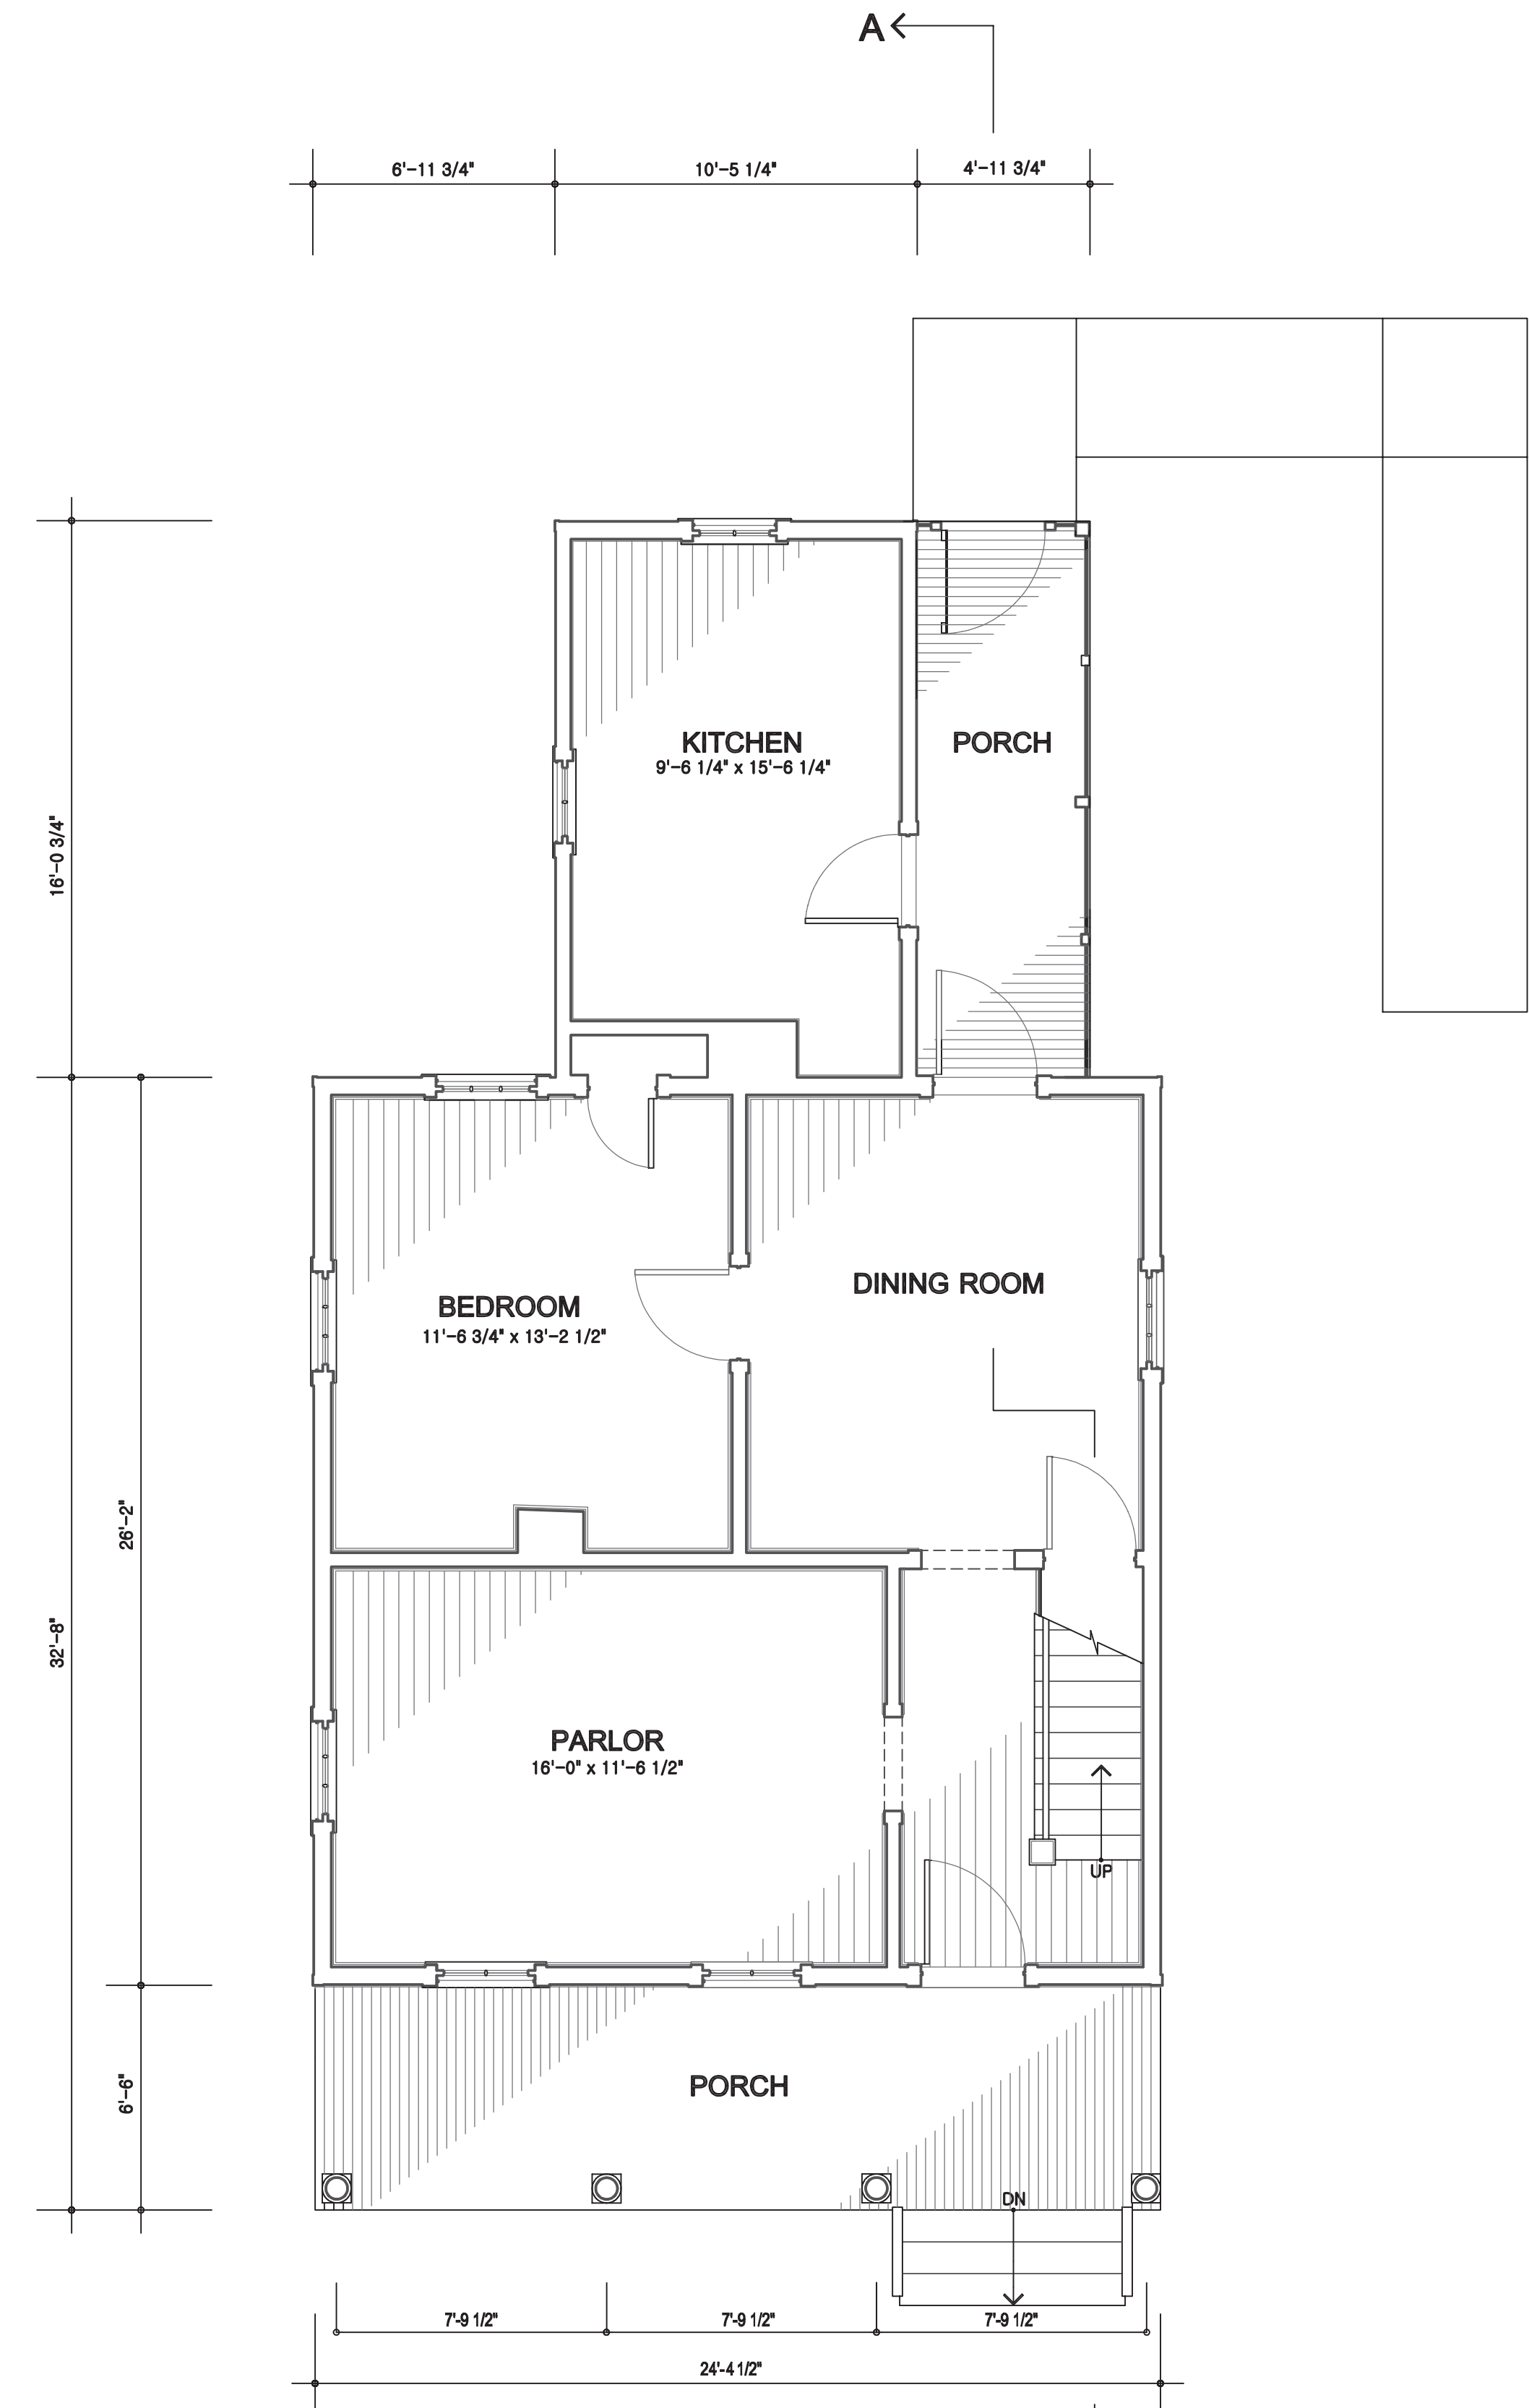 A
6'-11 3/4"
10'-5 1/4"
4'-11 3/4"
KITCHEN
9'-6 1/4" x 15'-6 1/4"
PORCH
16'-0 3/4"
DINING ROOM
BEDROOM
11'-6 3/4" x 13'-2 1/2"
26'-2"
32'-8"
PARLOR
16'-0" x 11'-6 1/2"
UP
PORCH
6'-6"
DN
7'-9 1/2"
7'-9 1/2"
7'-9 1/2"
24'-4 1/2"